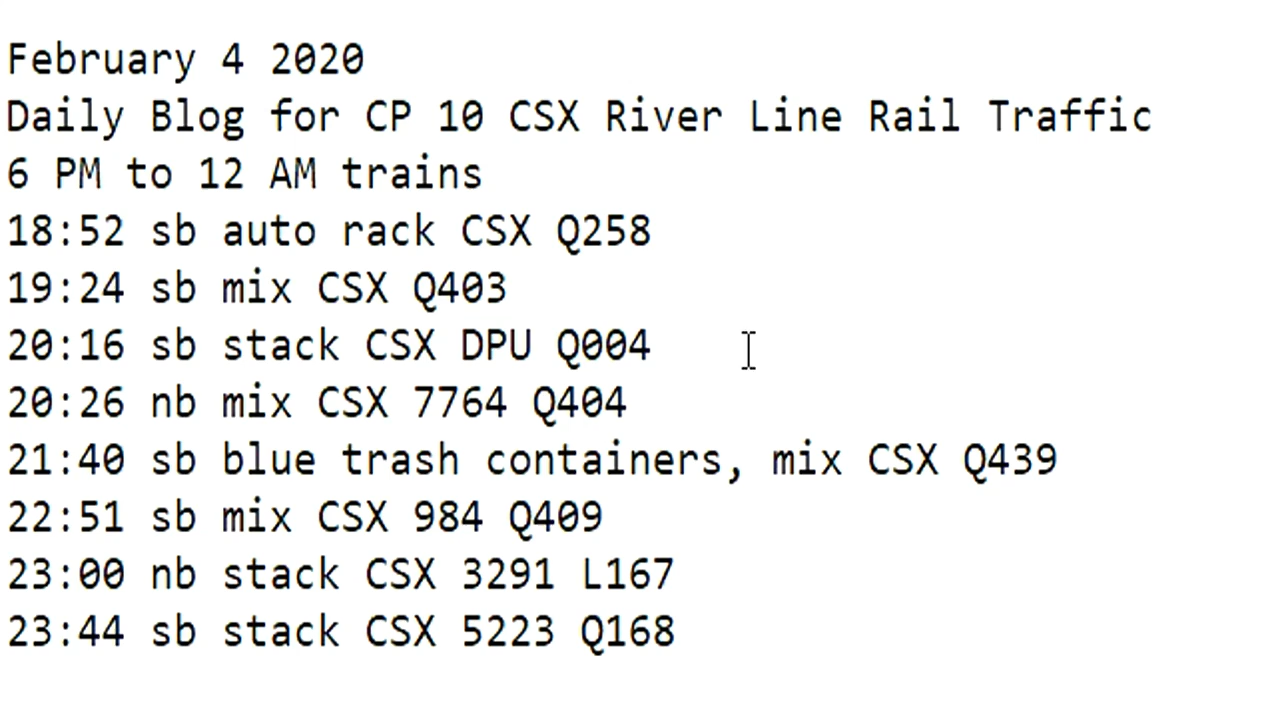 February 4 2020
Daily Blog for CP 10 CSX River Line Rail Traffic
6 PM to 12 AM trains
18:52 sb auto rack CSX Q258
19:24 sb mix CSX Q403
20:16 sb stack CSX DPU Q004
20:26 nb mix CSX 7764 Q404
21:40 sb blue trash containers, mix CSX Q439
22:51 sb mix CSX 984 Q409
23:00 nb stack CSX 3291 L167
23:44 sb stack CSX 5223 Q168